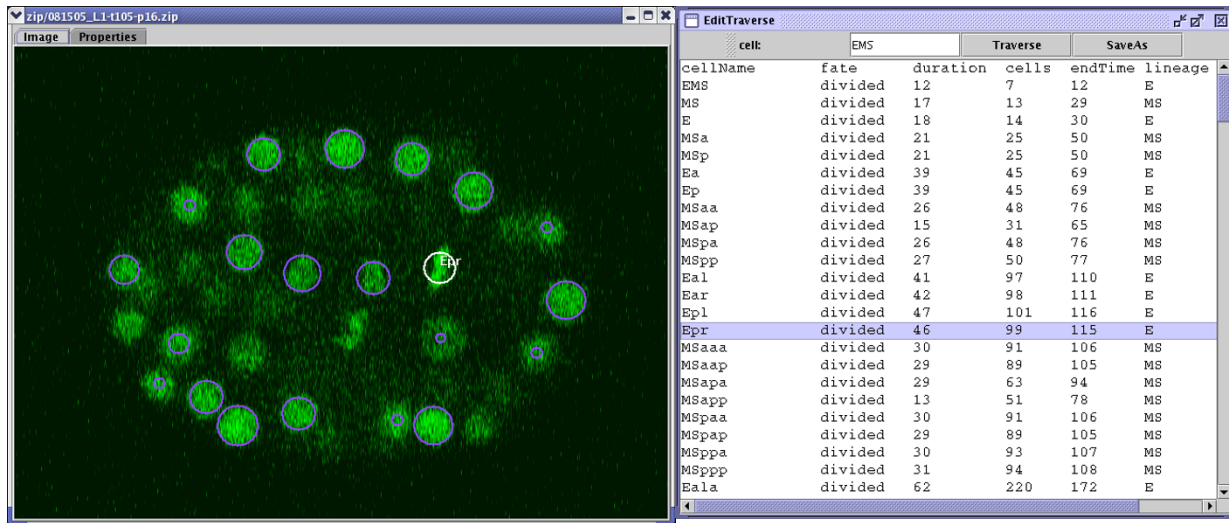 zip/081505_L1-t105-p16.zip
Image Properties
Epr
EditTraverse
cell: EMS Traverse SaveAs
cellName fate duration cells endTime lineage
EMS divided 12 7 12 E
MS divided 17 13 29 MS
E divided 18 14 30 E
MSa divided 21 25 50 MS
MSp divided 21 25 50 MS
Ea divided 39 45 69 E
Ep divided 39 45 69 E
MSaa divided 26 48 76 MS
MSap divided 15 31 65 MS
MSpa divided 26 48 76 MS
MSpp divided 27 50 77 MS
Eal divided 41 97 110 E
Ear divided 42 98 111 E
Epl divided 47 101 116 E
Epr divided 46 99 115 E
MSaaa divided 30 91 106 MS
MSaap divided 29 89 105 MS
MSapa divided 29 63 94 MS
MSapp divided 13 51 78 MS
MSpaa divided 30 91 106 MS
MSpap divided 29 89 105 MS
MSppa divided 30 93 107 MS
MSppp divided 31 94 108 MS
Eala divided 62 220 172 E